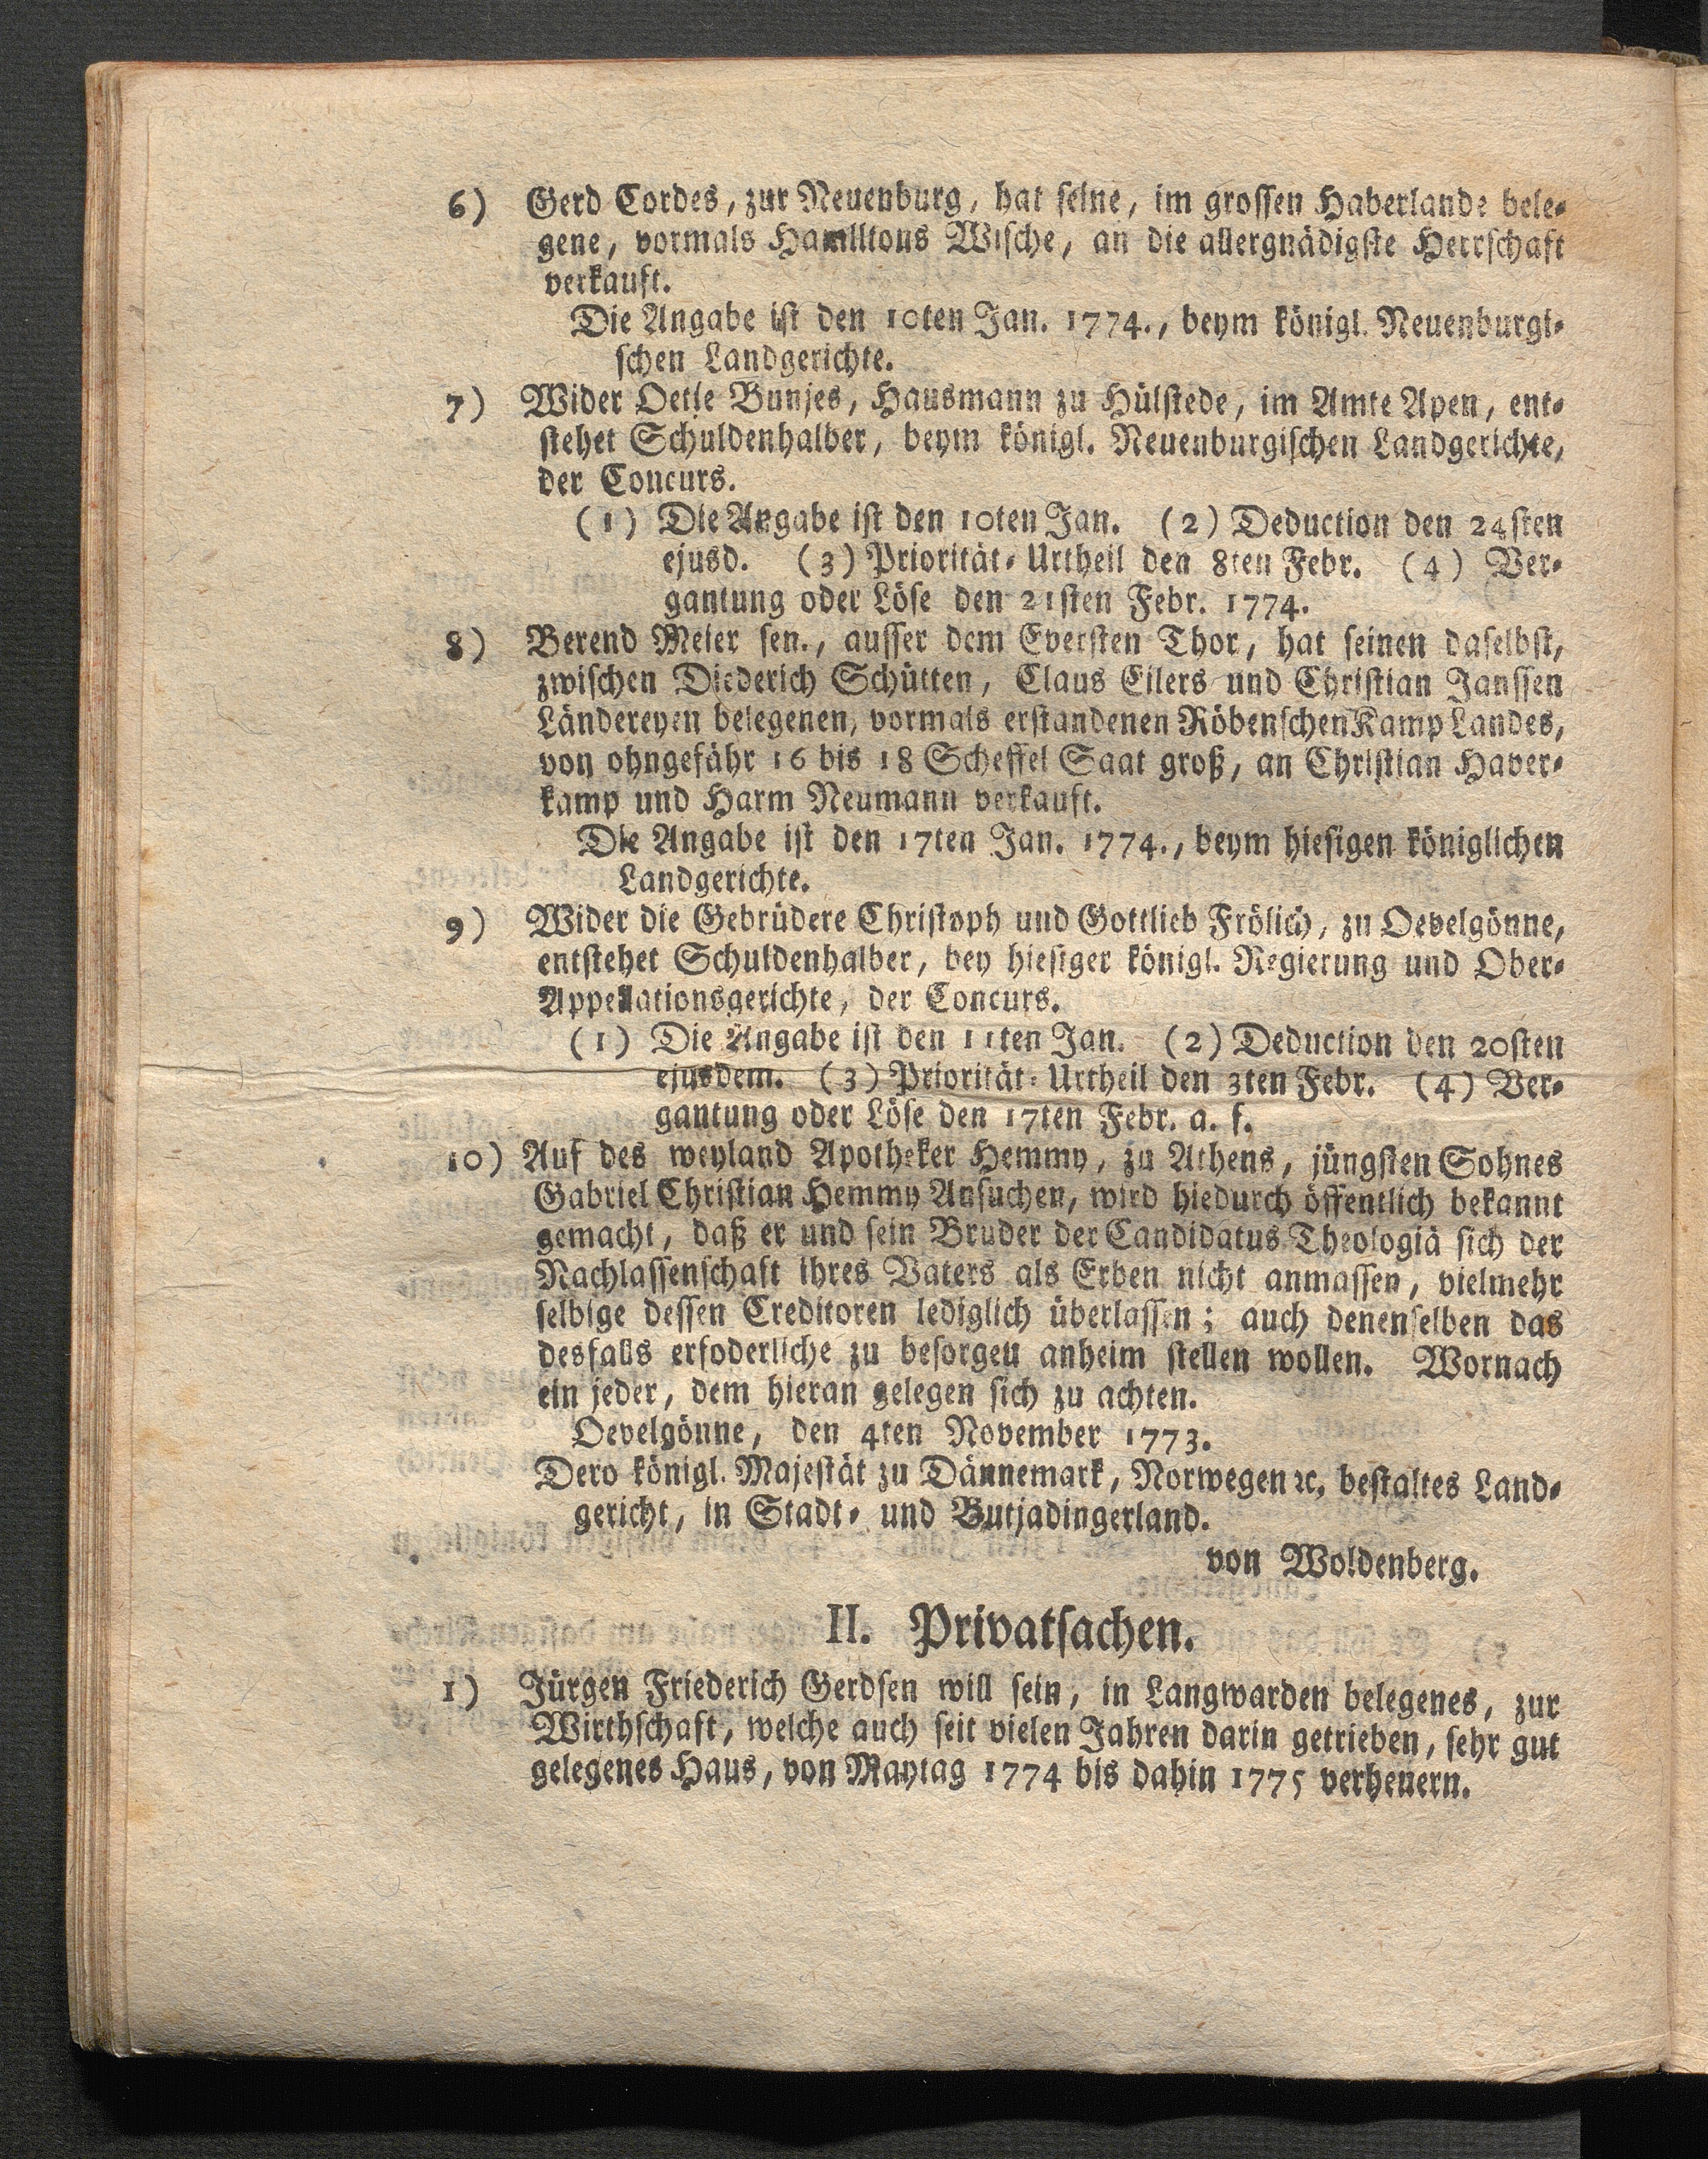 6) Gerd Cordes, zur Neuenburg, hat seine, im grossen Haberlande bele-
gene, vormals Hamiltons Wische, an die allergnädigste Herrschaft
verkauft.
Die Angabe ist den 10ten Jan. 1774., beym königl. Neuenburgi-
schen Landgerichte.
7) Wider Oetje Bunjes, Hausmann zu Hülstede, im Amte Apen, ent-
stehet Schuldenhalber, beym königl. Neuenburgischen Landgerichte,
der Concurs.
(1) Die Angabe ist den 10ten Jan. (2) Deduction den 24sten
ejusd. (3) Priorität-Urtheil den 8ten Febr. (4) Ver-
gantung oder Löse den 21sten Febr. 1774.
8) Berend Meier sen., ausser dem Eversten Thor, hat seinen daselbst,
zwischen Diederich Schütten, Claus Eilers und Christian Janssen
Ländereyen belegenen, vormals erstandenen Röbenschen Kamp Landes,
von ohngefähr 16 bis 18 Scheffel Saat groß, an Christian Haver-
kamp und Harm Neumann verkauft.
Die Angabe ist den 17ten Jan. 1774., beym hiesigen königlichen
Landgerichte.
9) Wider die Gebrüdere Christoph und Gottlieb Frölich, zu Oevelgönne,
entstehet Schuldenhalber, bey hiesiger königl. Regierung und Ober-
Appellationsgerichte, der Concurs.
(1) Die Angabe ist den 11ten Jan. (2) Deduction den 20sten
ejusdem. (3) Priorität-Urtheil den 3ten Febr. (4) Ver-
gantung oder Löse den 17ten Febr. a. f.
10) Auf des weyland Apotheker Hemmy, zu Athens, jüngsten Sohnes
Gabriel Christian Hemmy Ansuchen, wird hiedurch öffentlich bekannt
gemacht, daß er und sein Bruder der Candidatus Theologiä sich der
Nachlassenschaft ihres Vaters als Erben nicht anmassen, vielmehr
selbige dessen Creditoren lediglich überlassen; auch denenselben das
desfalls erfoderliche zu besorgen anheim stellen wollen. Wornach
ein jeder, dem hieran gelegen sich zu achten.
Oevelgönne, den 4ten November 1773.
Dero königl. Majestät zu Dännemark, Norwegen ꝛc. bestaltes Land-
gericht, in Stadt- und Butjadingerland.
von Woldenberg.
II. Privatsachen.
1) Jürgen Friederich Gerdsen will sein, in Langwarden belegenes, zur
Wirthschaft, welche auch seit vielen Jahren darin getrieben, sehr gut
gelegenes Haus, von Maytag 1774 bis dahin 1775 verheuern.